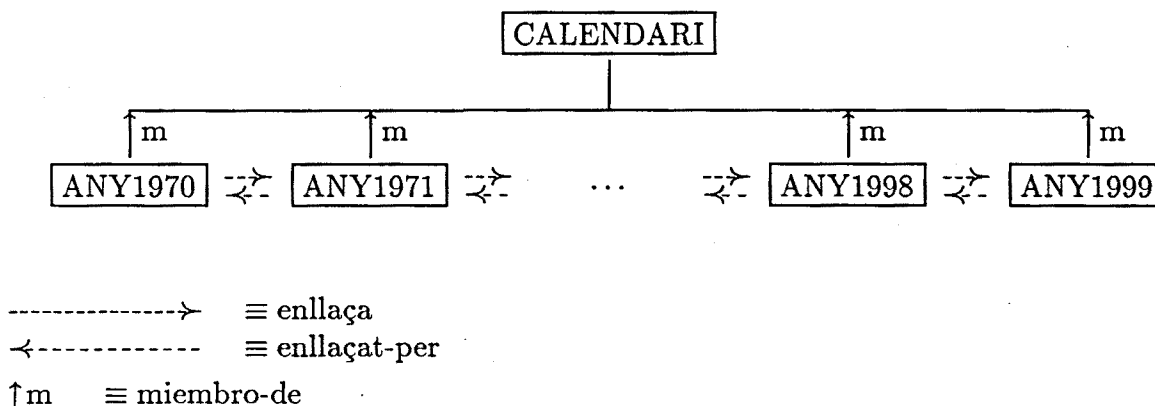 CALENDARI
m m m m
ANY1970 ANY1971 ... ANY1998 ANY1999
≡ enllaça
≡ enllaçat-per
↑m ≡ miembro-de